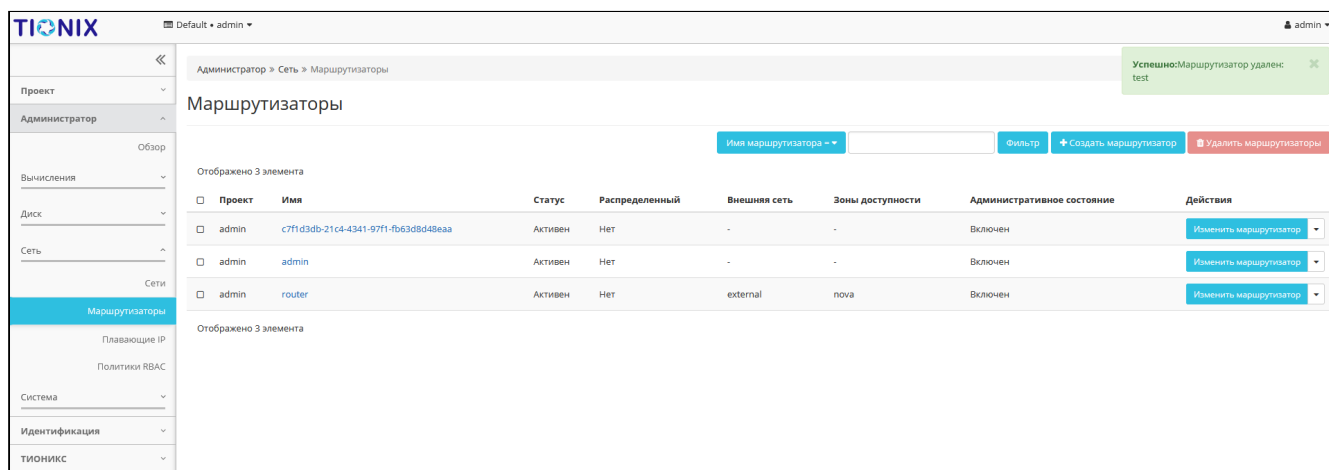 TIONIX
Default • admin
admin
Администратор » Сеть » Маршрутизаторы
Успешно:Маршрутизатор удален:
test
Проект
Администратор
Обзор
Вычисления
Диск
Сеть
Сети
Маршрутизаторы
Плавающие IP
Политики RBAC
Система
Идентификация
ТИОНИКС
Маршрутизаторы
Имя маршрутизатора = Фильтр Создать маршрутизатор Удалить маршрутизаторы
Отображено 3 элемента
Проект Имя Статус Распределенный Внешняя сеть Зоны доступности Административное состояние Действия
admin c7f1d3db-21c4-4341-97f1-fb63d8d48eaa Активен Нет - - Включен Изменить маршрутизатор
admin admin Активен Нет - - Включен Изменить маршрутизатор
admin router Активен Нет external nova Включен Изменить маршрутизатор
Отображено 3 элемента